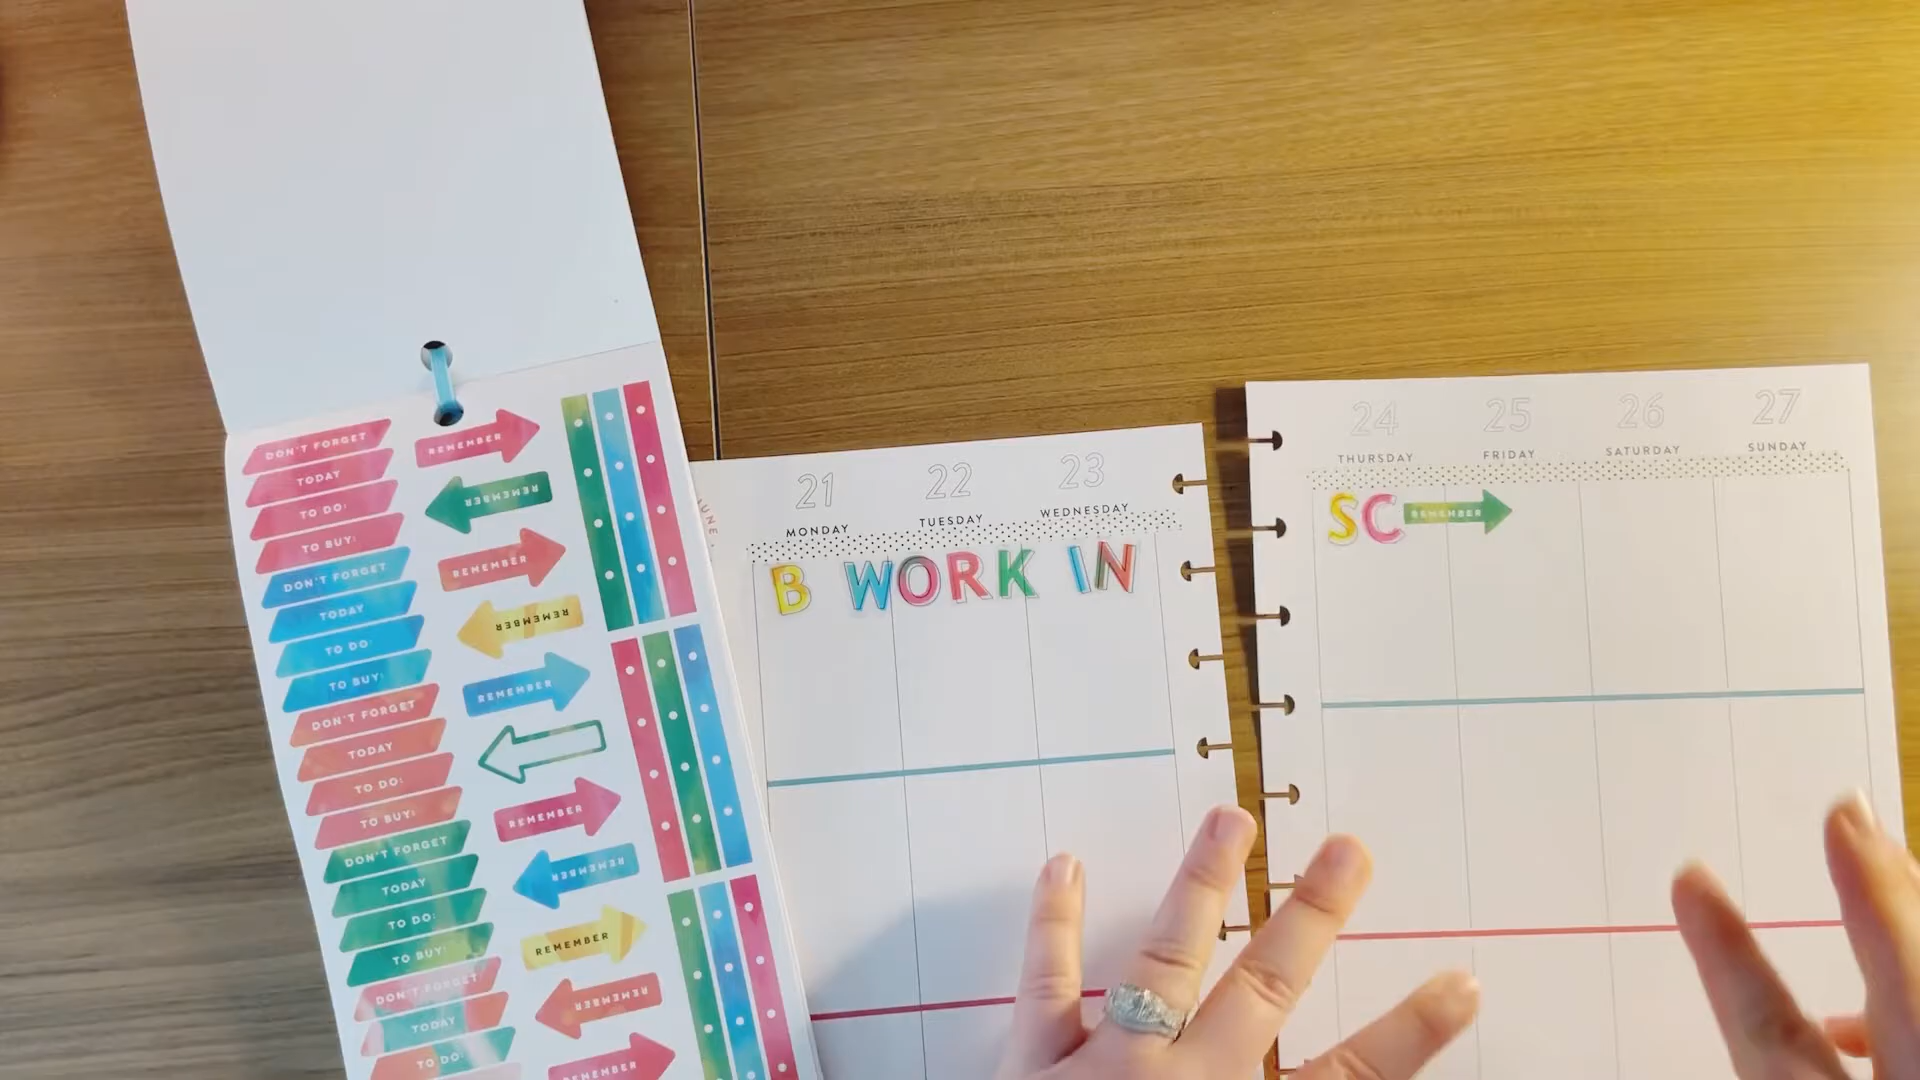 DON'T FORGET
TODAY
TO DO:
TO BUY:
DON'T FORGET
TODAY
TO DO:
TO BUY:
DON'T FORGET
TODAY
TO DO:
TO BUY:
DON'T FORGET
TODAY
TO DO:
TO BUY:
DON'T FORGET
TODAY
TO DO:
REMEMBER
REMEMBER
REMEMBER
REMEMBER
REMEMBER
REMEMBER
REMEMBER
REMEMBER
REMEMBER
REMEMBER
JUNE
21 22 23
MONDAY TUESDAY WEDNESDAY
B WORK IN
24 25 26 27
THURSDAY FRIDAY SATURDAY SUNDAY
SC REMEMBER